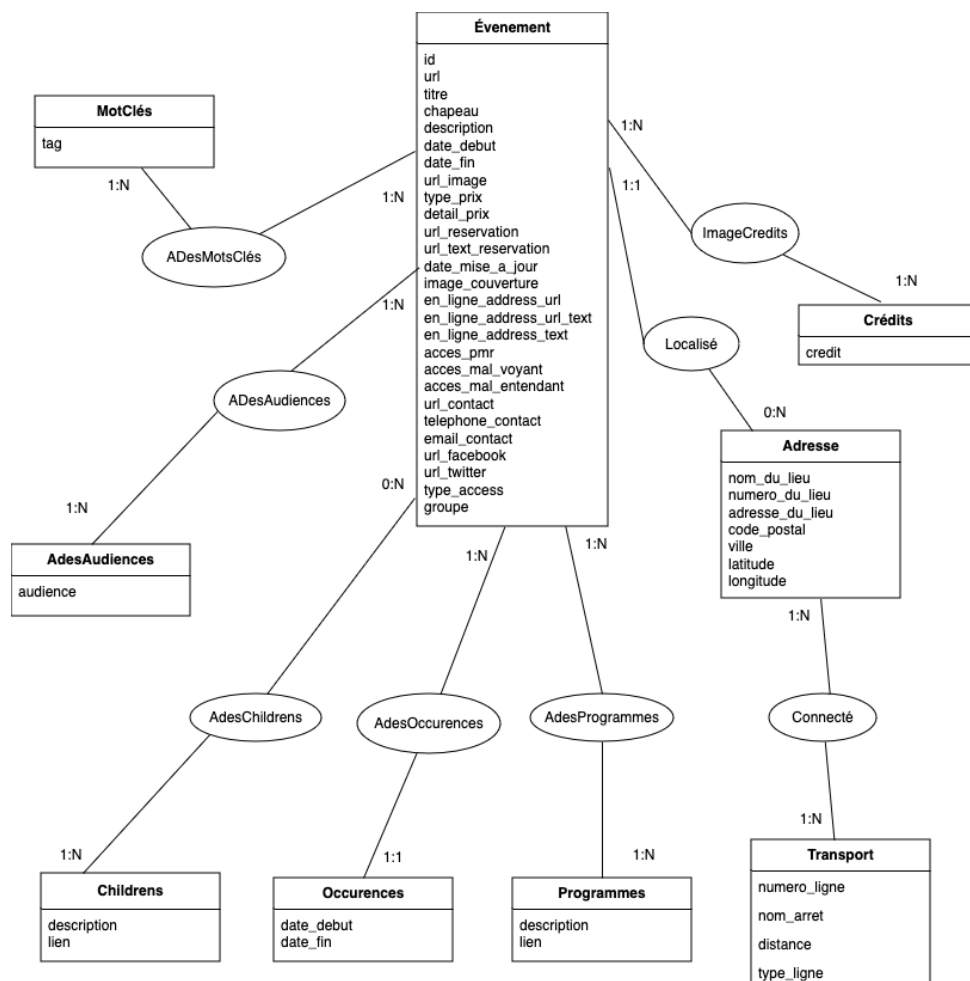 Évenement
id
url
titre
chapeau
description
date_debut
date_fin
url_image
type_prix
detail_prix
url_reservation
url_text_reservation
date_mise_a_jour
image_couverture
en_ligne_address_url
en_ligne_address_url_text
en_ligne_address_text
acces_pmr
acces_mal_voyant
acces_mal_entendant
url_contact
telephone_contact
email_contact
url_facebook
url_twitter
type_access
groupe
MotClés
tag
1:N
1:N
ADesMotsClés
1:N
1:1
ImageCredits
1:N
Crédits
credit
Localisé
0:N
Adresse
nom_du_lieu
numero_du_lieu
adresse_du_lieu
code_postal
ville
latitude
longitude
1:N
ADesAudiences
1:N
AdesAudiences
audience
0:N
1:N
1:N
1:N
AdesChildrens
AdesOccurences
AdesProgrammes
Connecté
1:N
1:1
1:N
1:N
Childrens
description
lien
Occurences
date_debut
date_fin
Programmes
description
lien
Transport
numero_ligne
nom_arret
distance
type_ligne